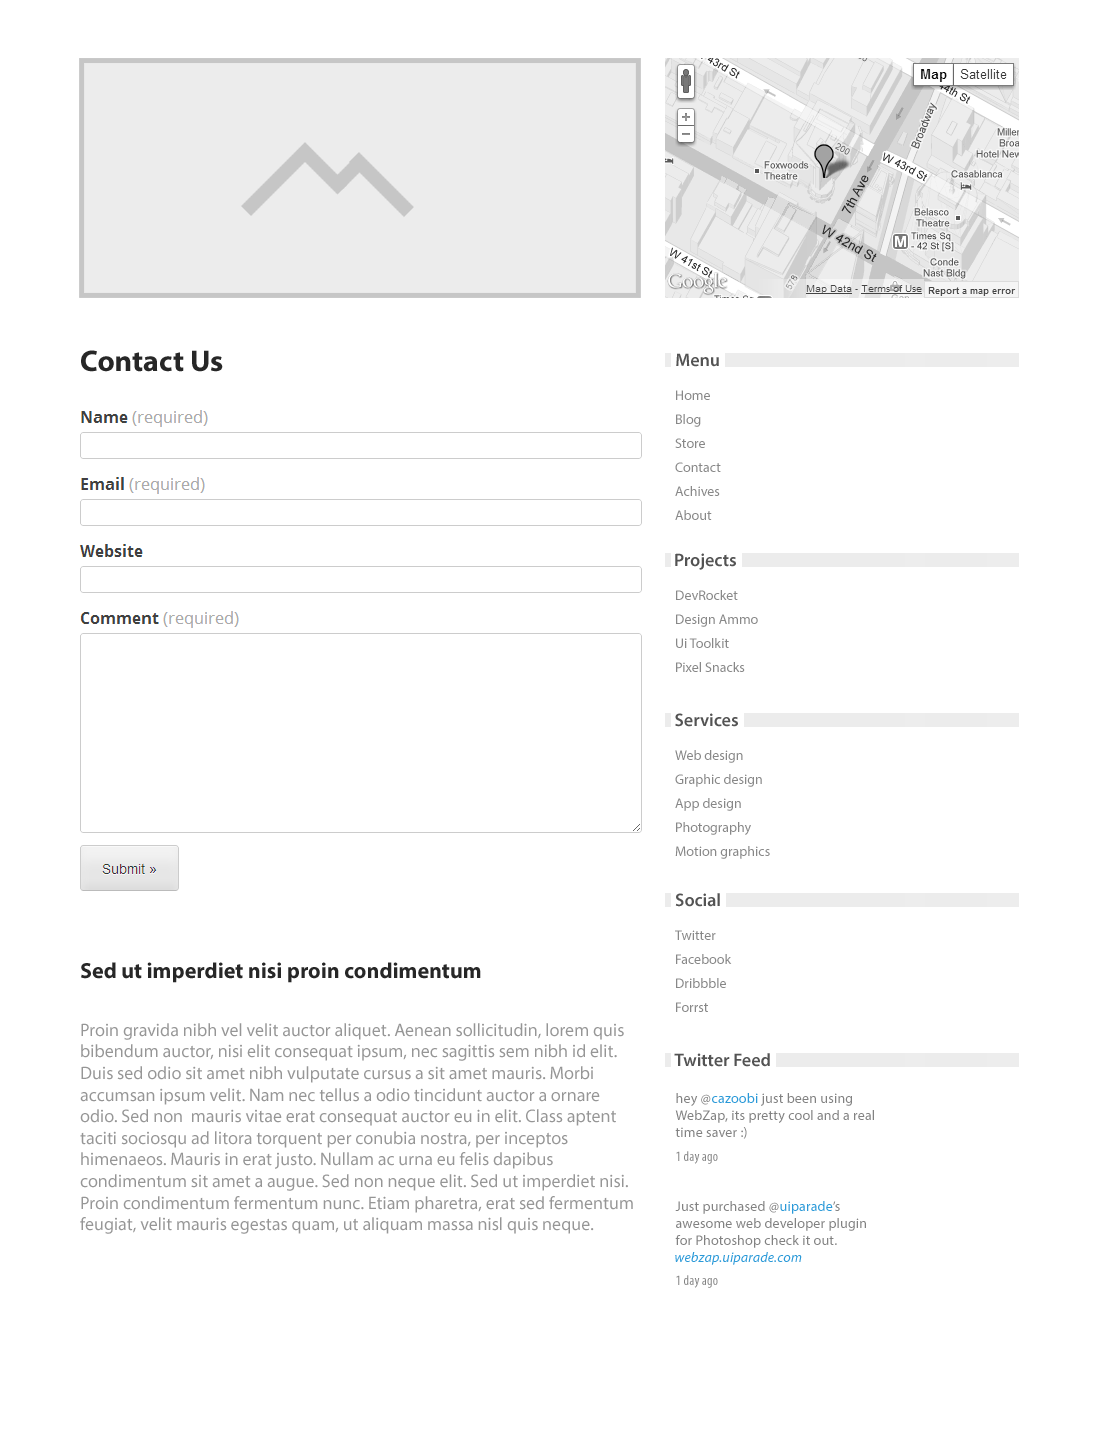 W 43rd St
Map
Satellite
44th St
Broadway
Miller
Broa
Hotel New
200
W 43rd St
Foxwoods
Theatre
Casablanca
7th Ave
Belasco
Theatre
M
Times Sq
- 42 St [S]
W 42nd St
Conde
Nast Bldg
W 41st St
Google
578
Map Data - Terms of Use
Report a map error
Contact Us
Name (required)
Email (required)
Website
Comment (required)
Submit »
Sed ut imperdiet nisi proin condimentum
Proin gravida nibh vel velit auctor aliquet. Aenean sollicitudin, lorem quis
bibendum auctor, nisi elit consequat ipsum, nec sagittis sem nibh id elit.
Duis sed odio sit amet nibh vulputate cursus a sit amet mauris. Morbi
accumsan ipsum velit. Nam nec tellus a odio tincidunt auctor a ornare
odio. Sed non  mauris vitae erat consequat auctor eu in elit. Class aptent
taciti sociosqu ad litora torquent per conubia nostra, per inceptos
himenaeos. Mauris in erat justo. Nullam ac urna eu felis dapibus
condimentum sit amet a augue. Sed non neque elit. Sed ut imperdiet nisi.
Proin condimentum fermentum nunc. Etiam pharetra, erat sed fermentum
feugiat, velit mauris egestas quam, ut aliquam massa nisl quis neque.
Menu
Home
Blog
Store
Contact
Achives
About
Projects
DevRocket
Design Ammo
Ui Toolkit
Pixel Snacks
Services
Web design
Graphic design
App design
Photography
Motion graphics
Social
Twitter
Facebook
Dribbble
Forrst
Twitter Feed
hey @cazoobi just been using
WebZap, its pretty cool and a real
time saver :)
1 day ago
Just purchased @uiparade's
awesome web developer plugin
for Photoshop check it out.
webzap.uiparade.com
1 day ago